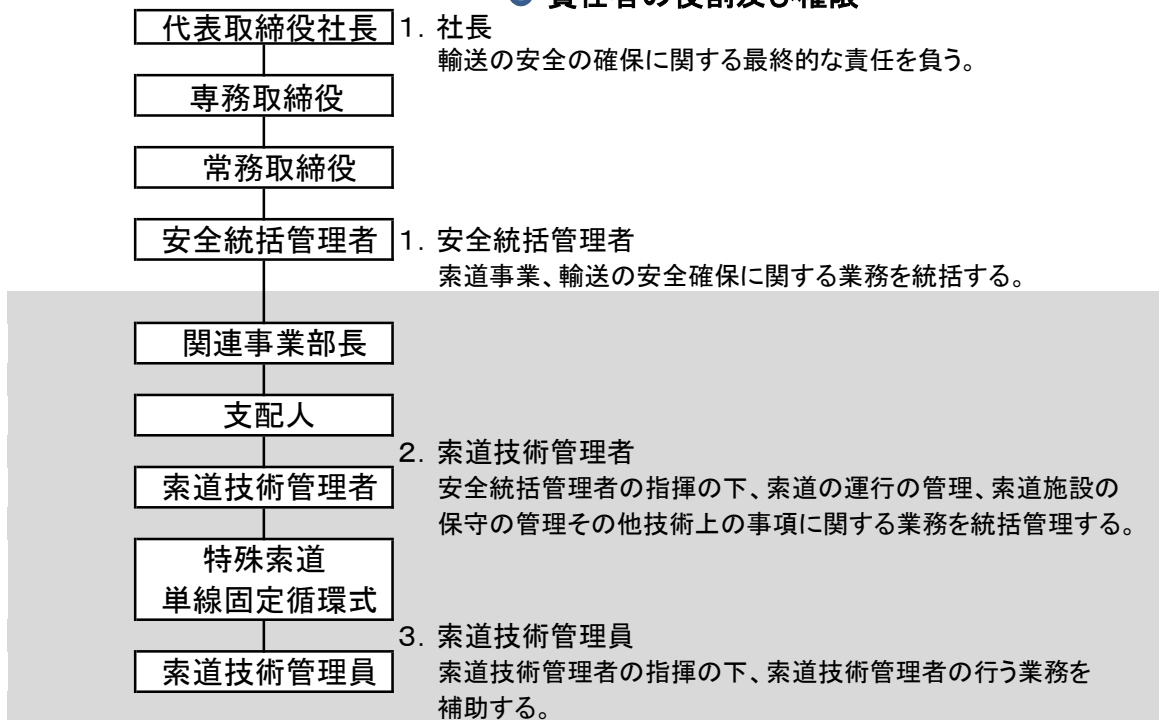 ● 責任者の役割及び権限
代表取締役社長
1．社長
輸送の安全の確保に関する最終的な責任を負う。
専務取締役
常務取締役
安全統括管理者
1．安全統括管理者
索道事業、輸送の安全確保に関する業務を統括する。
関連事業部長
支配人
2．索道技術管理者
索道技術管理者
安全統括管理者の指揮の下、索道の運行の管理、索道施設の
保守の管理その他技術上の事項に関する業務を統括管理する。
特殊索道
単線固定循環式
3．索道技術管理員
索道技術管理員
索道技術管理者の指揮の下、索道技術管理者の行う業務を
補助する。